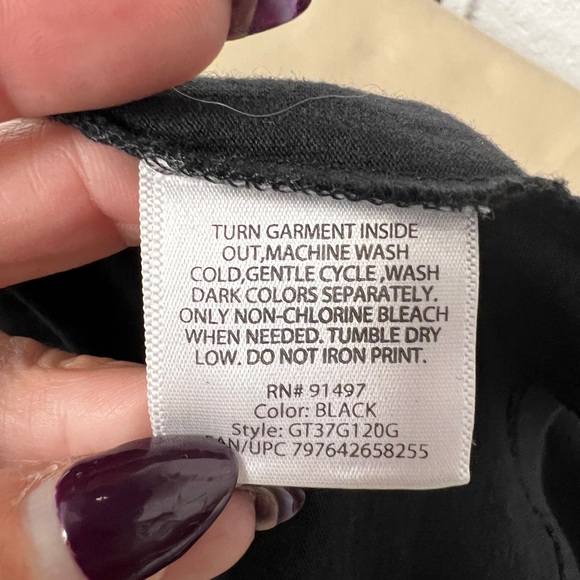 TURN GARMENT INSIDE
OUT,MACHINE WASH
COLD,GENTLE CYCLE ,WASH
DARK COLORS SEPARATELY.
ONLY NON-CHLORINE BLEACH
WHEN NEEDED. TUMBLE DRY
LOW. DO NOT IRON PRINT.
RN# 91497
Color: BLACK
Style: GT37G120G
EAN/UPC 797642658255